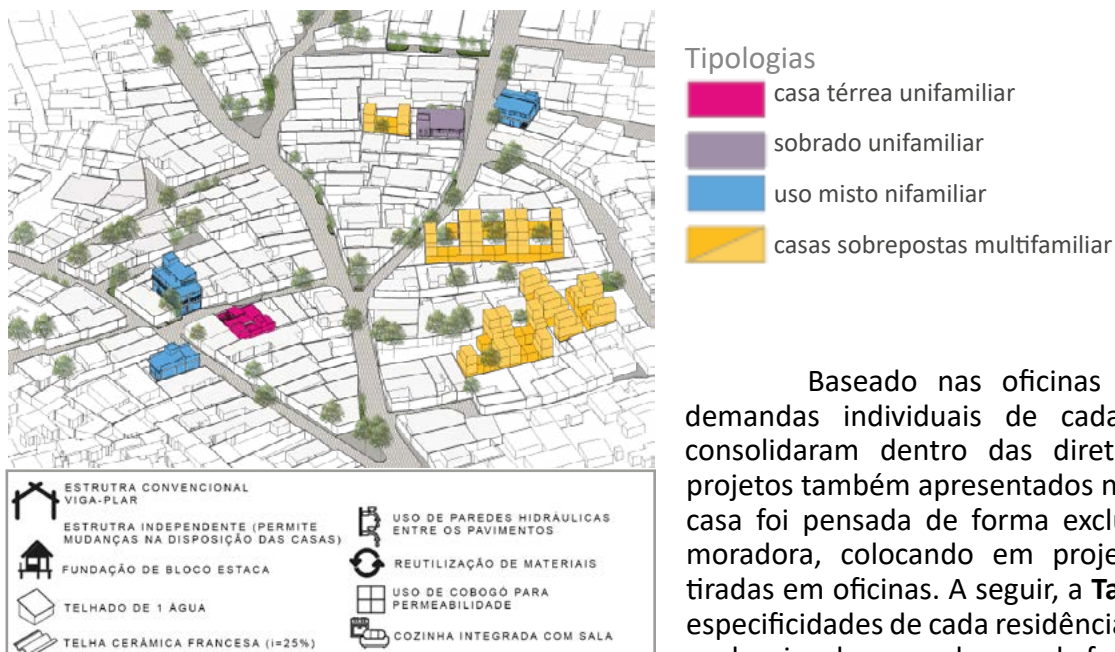 Tipologias
casa térrea unifamiliar
sobrado unifamiliar
uso misto nifamiliar
casas sobrepostas multifamiliar
ESTRUTRA CONVENCIONAL
VIGA-PLAR
ESTRUTRA INDEPENDENTE (PERMITE
MUDANÇAS NA DISPOSIÇÃO DAS CASAS)
FUNDAÇÃO DE BLOCO ESTACA
TELHADO DE 1 ÁGUA
TELHA CERÂMICA FRANCESA (i=25%)
USO DE PAREDES HIDRÁULICAS
ENTRE OS PAVIMENTOS
REUTILIZAÇÃO DE MATERIAIS
USO DE COBOGÓ PARA
PERMEABILIDADE
COZINHA INTEGRADA COM SALA
Baseado nas oficinas
demandas individuais de cada
consolidaram dentro das diret
projetos também apresentados n
casa foi pensada de forma exclu
moradora, colocando em proje
tiradas em oficinas. A seguir, a Ta
especificidades de cada residência